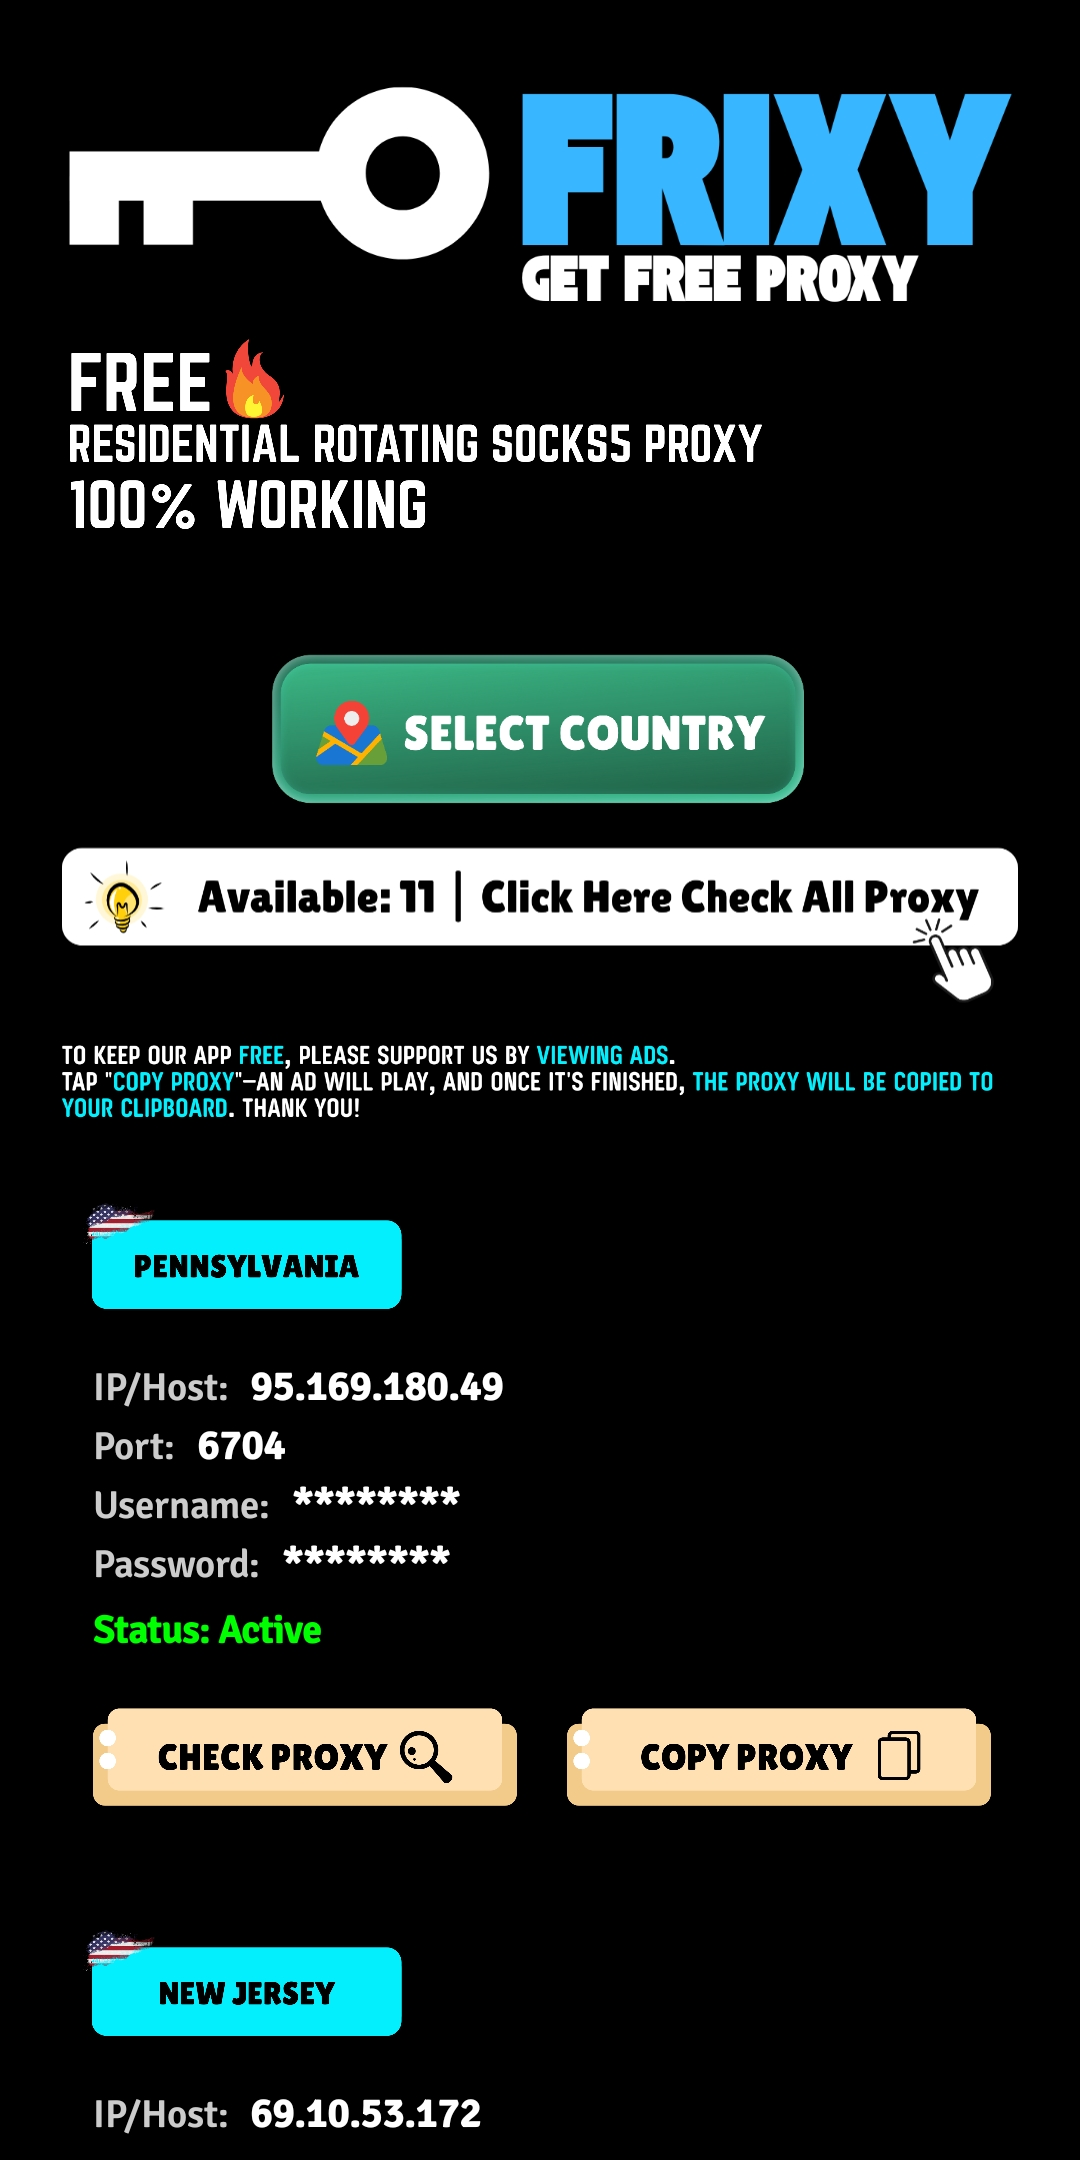 FRIXY
GET FREE PROXY
FREE🔥
RESIDENTIAL ROTATING SOCKS5 PROXY
100% WORKING
SELECT COUNTRY
Available: 11 | Click Here Check All Proxy
TO KEEP OUR APP FREE, PLEASE SUPPORT US BY VIEWING ADS.
TAP "COPY PROXY"—AN AD WILL PLAY, AND ONCE IT'S FINISHED, THE PROXY WILL BE COPIED TO
YOUR CLIPBOARD. THANK YOU!
PENNSYLVANIA
IP/Host: 95.169.180.49
Port: 6704
Username: ********
Password: ********
Status: Active
CHECK PROXY
COPY PROXY
NEW JERSEY
IP/Host: 69.10.53.172